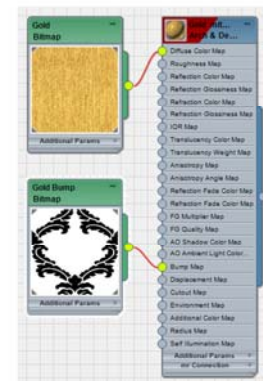 Gold
Bitmap
Additional Params
Gold Bump
Bitmap
Additional Params
Arch & De...
Diffuse Color Map
Roughness Map
Reflection Color Map
Reflection Glossiness Map
Refraction Color Map
Refraction Glossiness Map
IOR Map
Translucency Color Map
Translucency Weight Map
Anisotropy Map
Anisotropy Angle Map
Reflection Fade Color Map
Refraction Fade Color Map
FG Multiplier Map
FG Quality Map
AO Shadow Color Map
AO Ambient Light Color...
Bump Map
Displacement Map
Cutout Map
Environment Map
Additional Color Map
Radius Map
Self Illumination Map
Additional Params
mr Connection